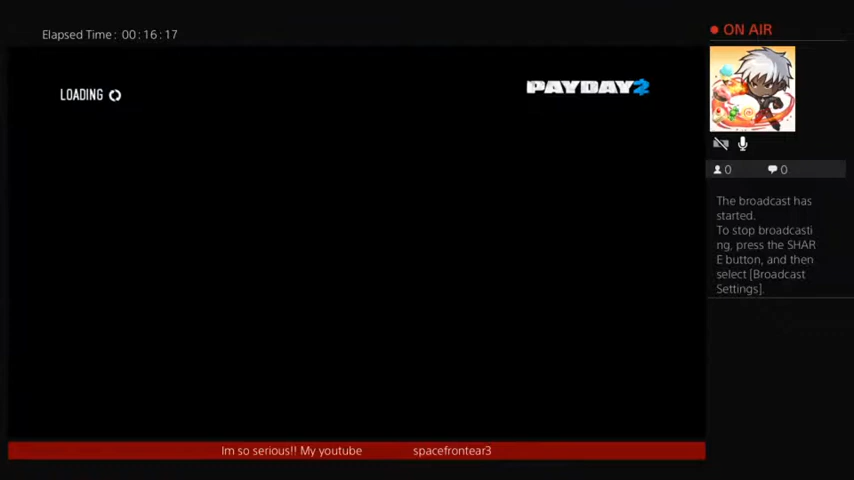 Elapsed Time: 00:16:17
ON AIR
LOADING
PAYDAY2
0 0
The broadcast has
started.
To stop broadcasti
ng, press the SHAR
E button, and then
select [Broadcast
Settings].
Im so serious!! My youtube spacefrontear3